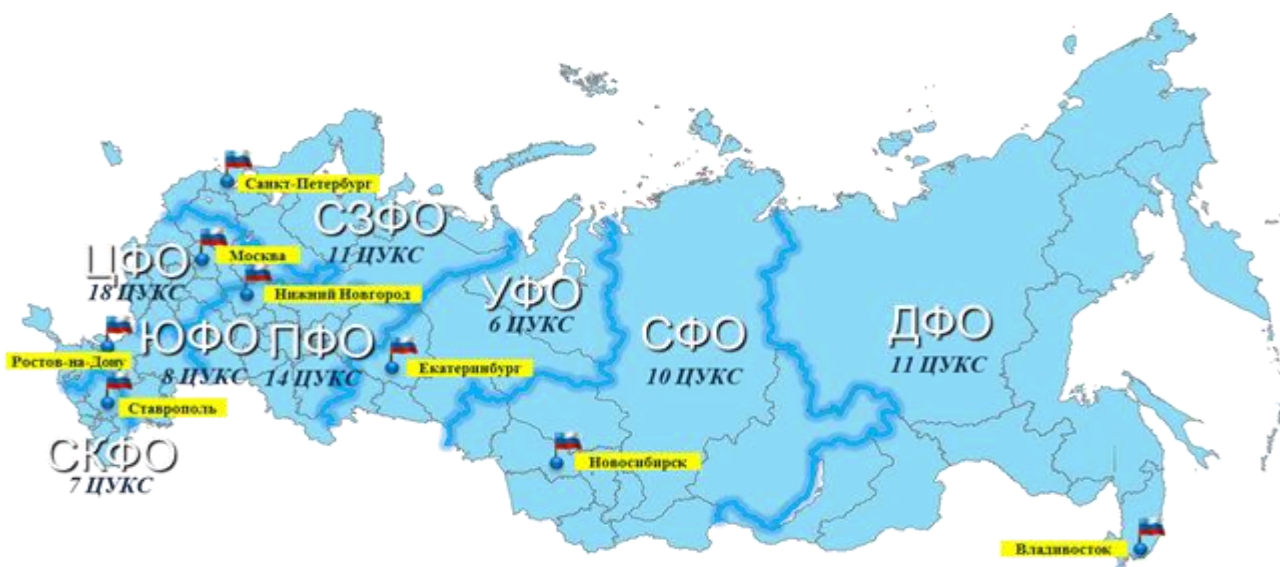 Санкт-Петербург
СЗФО
11 ЦУКС
Москва
ЦФО
18 ЦУКС
Нижний Новгород
УФО
6 ЦУКС
ЮФО
8 ЦУКС
ПФО
14 ЦУКС
СФО
10 ЦУКС
ДФО
11 ЦУКС
Ростов-на-Дону
Екатеринбург
Ставрополь
СКФО
7 ЦУКС
Новосибирск
Владивосток